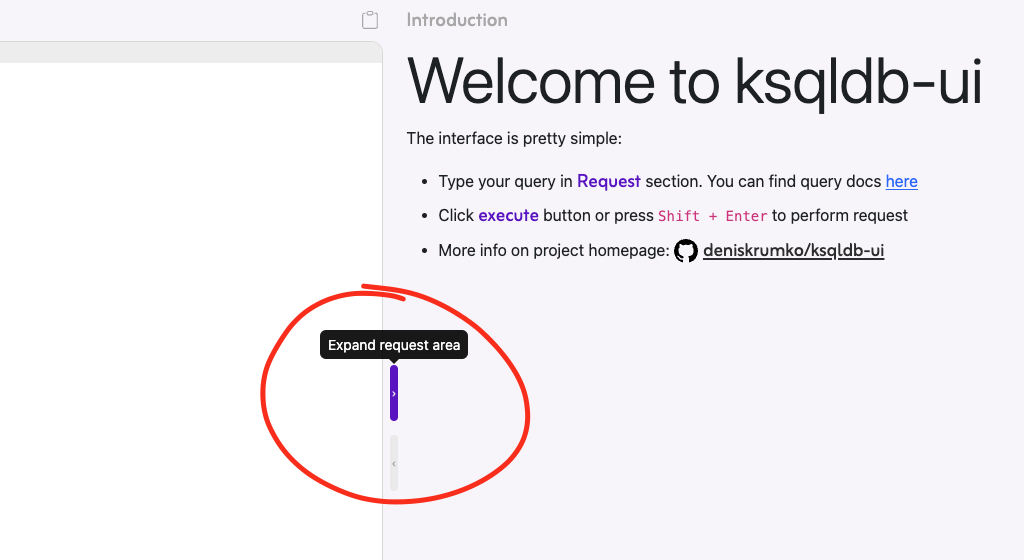 Introduction
Welcome to ksqldb-ui
The interface is pretty simple:
Type your query in Request section. You can find query docs here
Click execute button or press Shift + Enter to perform request
More info on project homepage: deniskrumko/ksqldb-ui
Expand request area